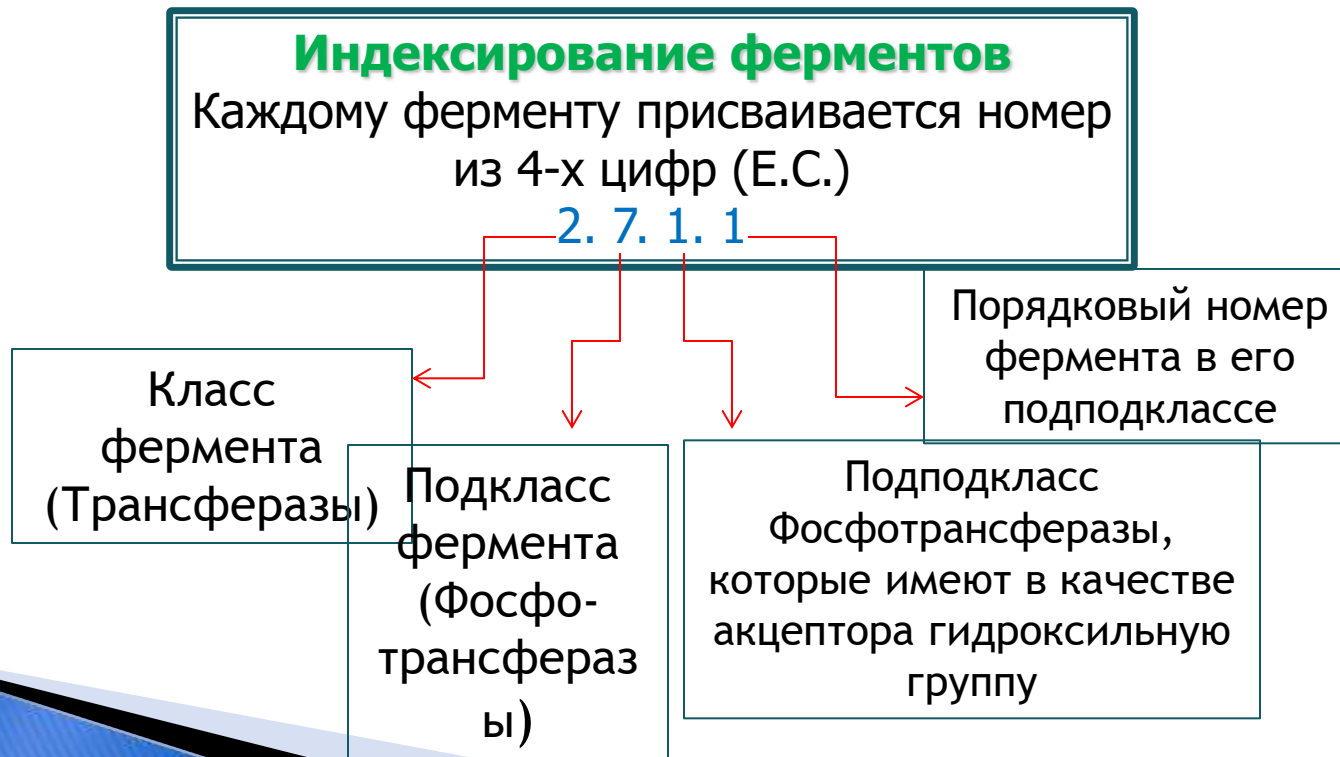 Индексирование ферментов
Каждому ферменту присваивается номер
из 4-х цифр (Е.С.)
2. 7. 1. 1
Класс
фермента
(Трансферазы)
Подкласс
фермента
(Фосфо-
трансфераз
ы)
Подподкласс
Фосфотрансферазы,
которые имеют в качестве
акцептора гидроксильную
группу
Порядковый номер
фермента в его
подподклассе